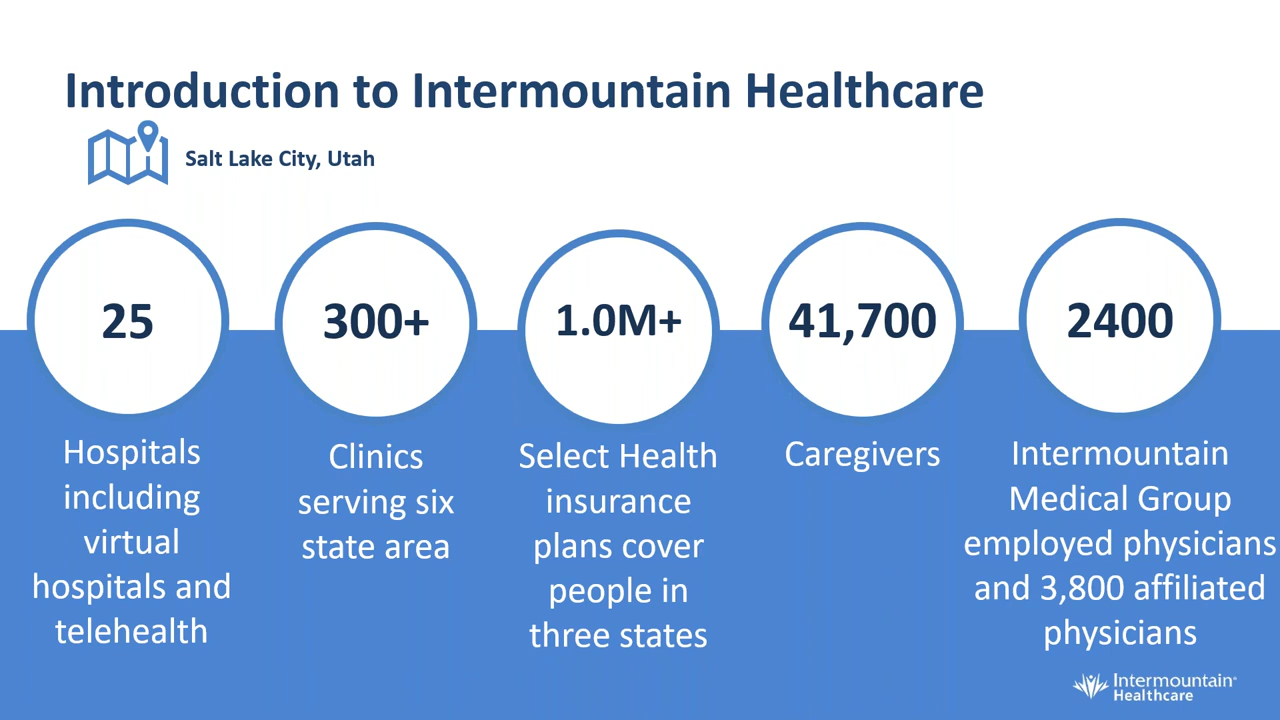 Introduction to Intermountain Healthcare
Salt Lake City, Utah
25
Hospitals
including
virtual
hospitals and
telehealth
300+
Clinics
serving six
state area
1.0M+
Select Health
insurance
plans cover
people in
three states
41,700
Caregivers
2400
Intermountain
Medical Group
employed physicians
and 3,800 affiliated
physicians
Intermountain
Healthcare